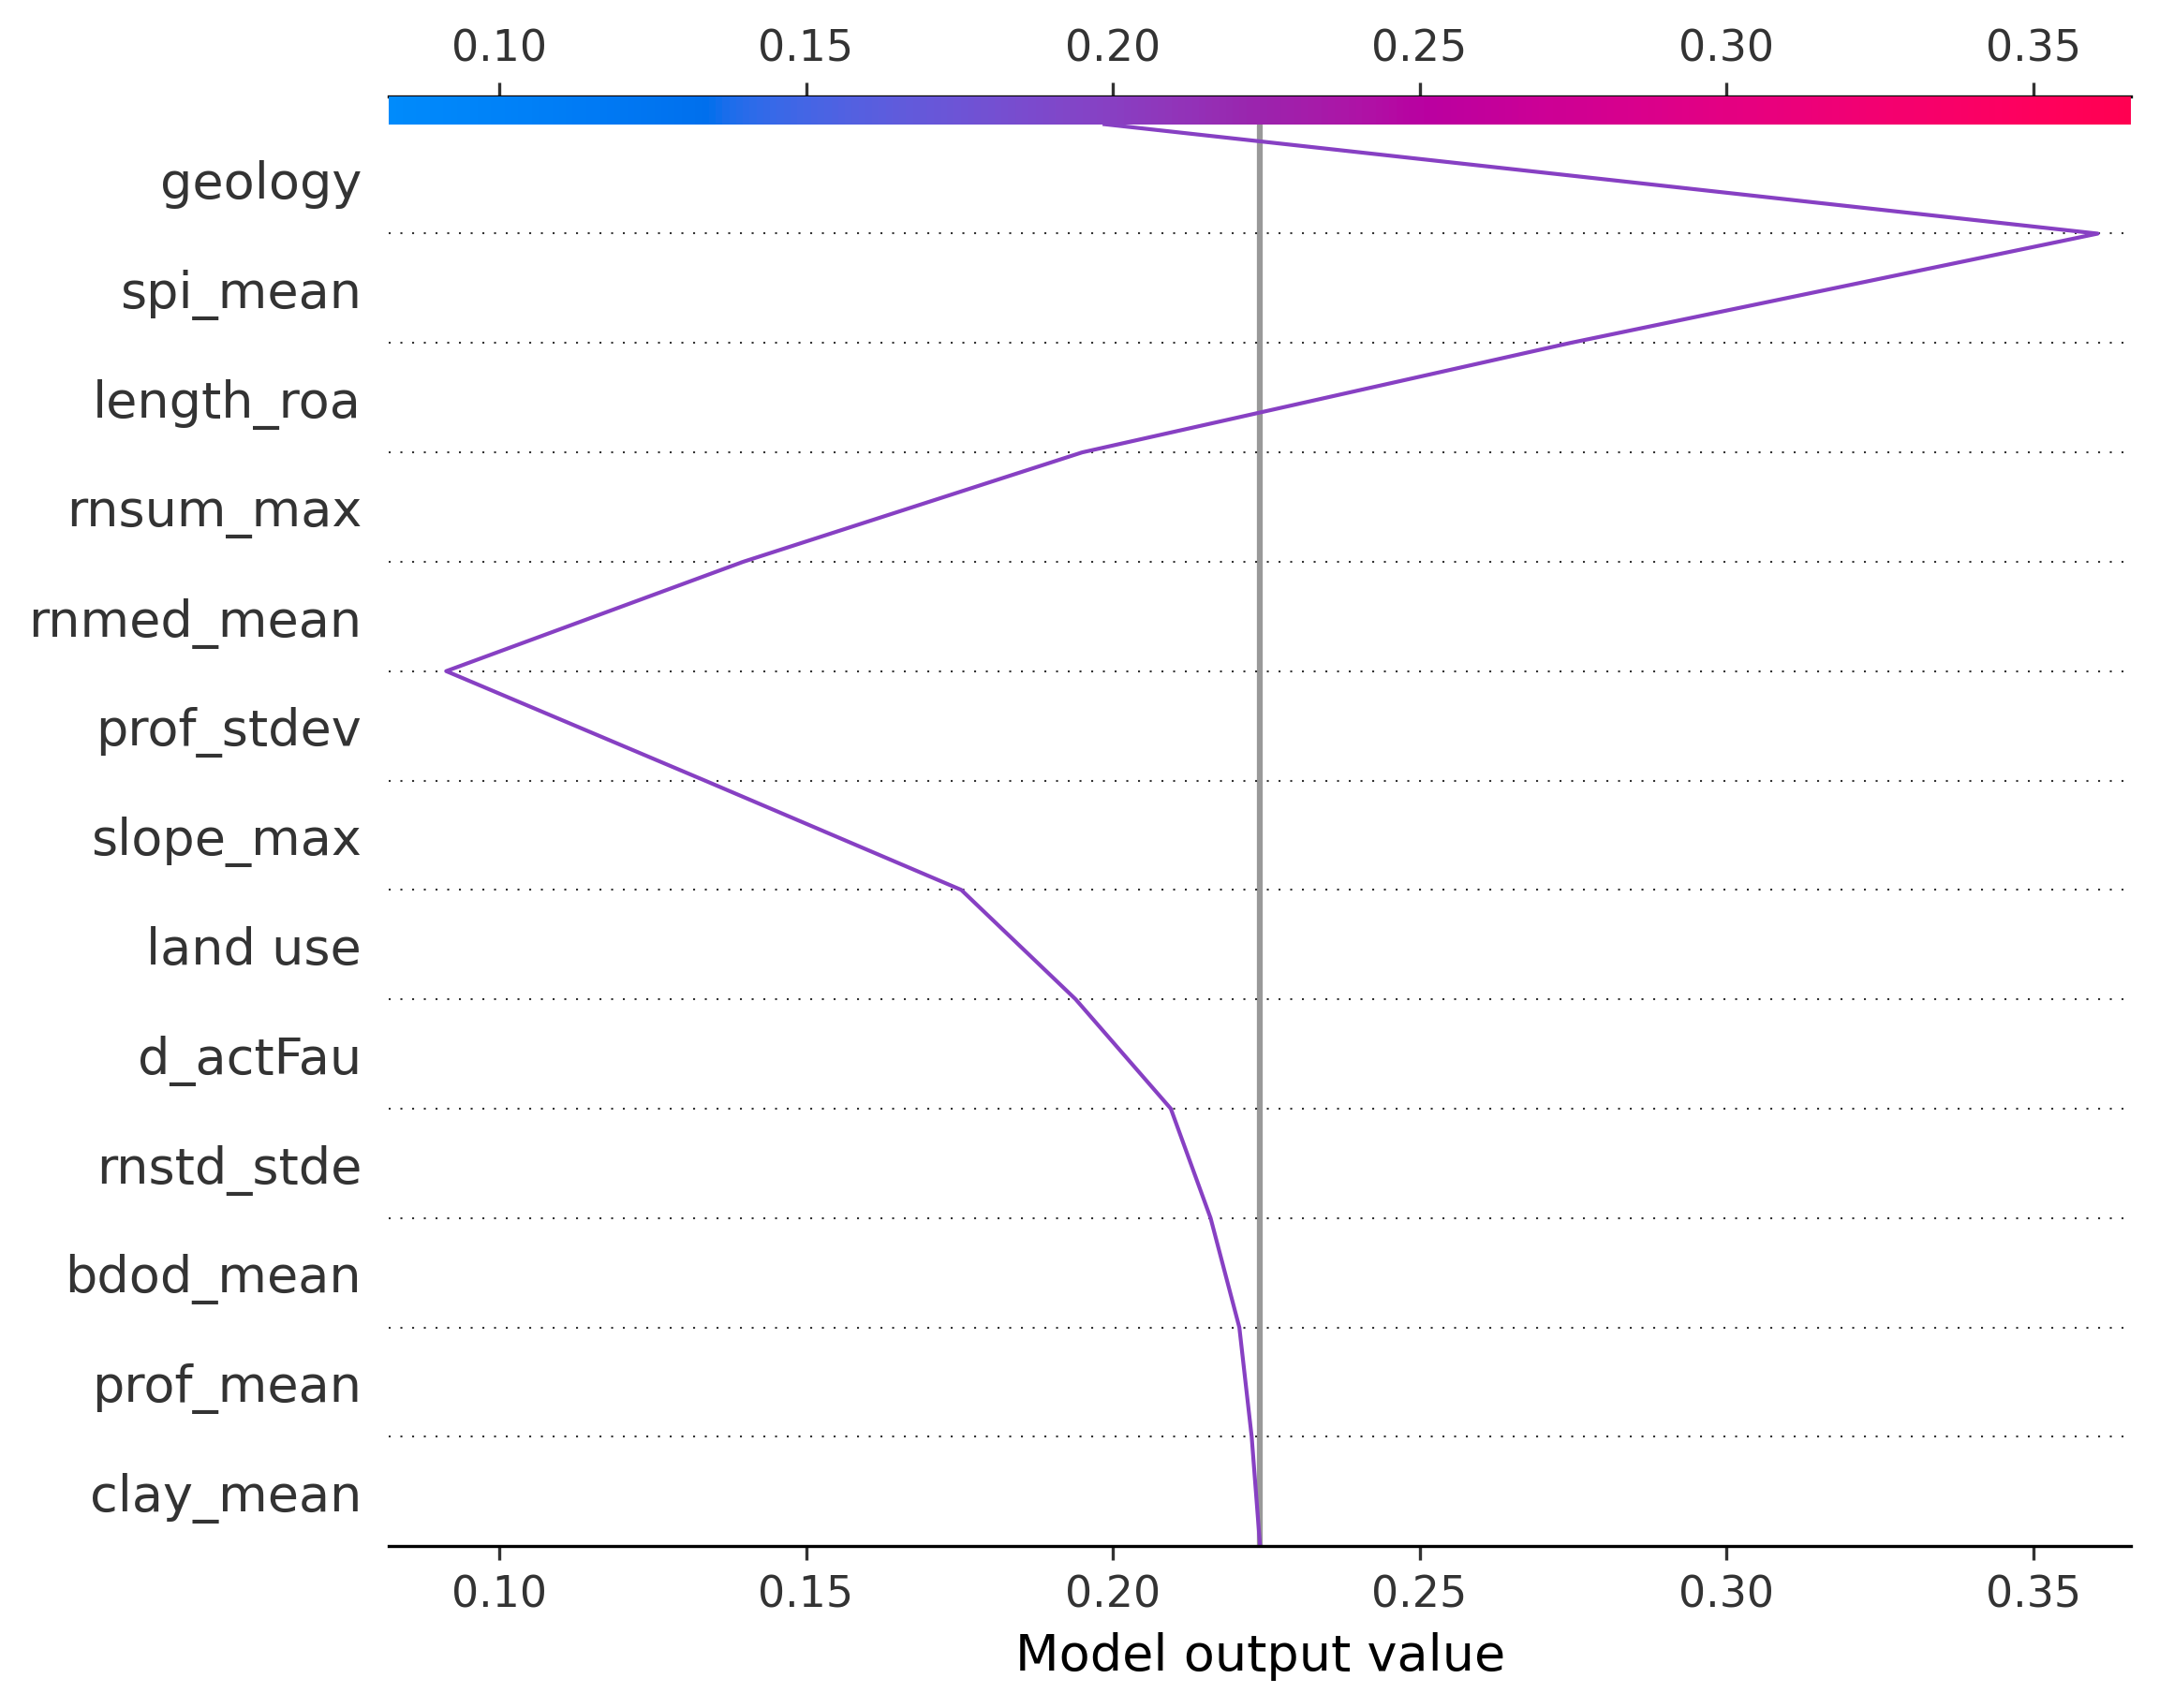 0.10 0.15 0.20 0.25 0.30 0.35
geology
spi_mean
length_roa
rnsum_max
rnmed_mean
prof_stdev
slope_max
land use
d_actFau
rnstd_stde
bdod_mean
prof_mean
clay_mean
0.10 0.15 0.20 0.25 0.30 0.35
Model output value